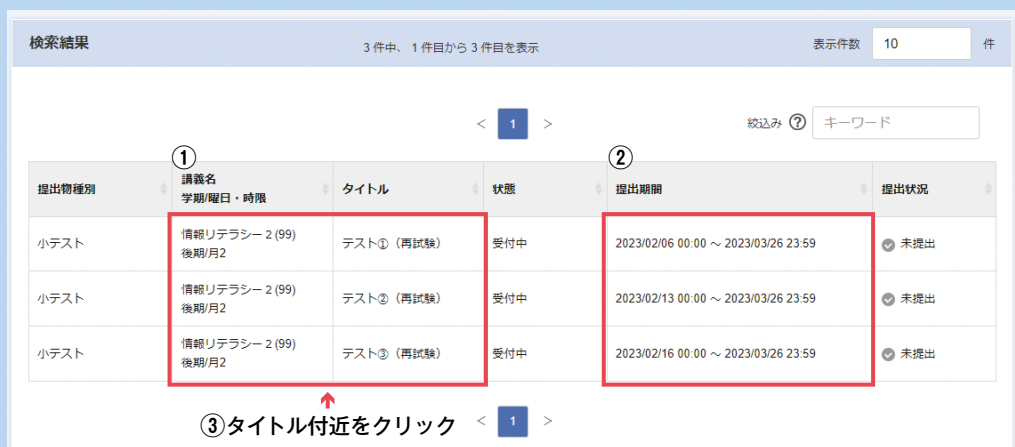 検索結果 3 件中、 1 件目から 3 件目を表示 表示件数 10 件
< 1 > 絞込み ? キーワード
① ②
提出物種別 講義名 タイトル 状態 提出期間 提出状況
学期/曜日・時限
小テスト 情報リテラシー 2 (99) テスト① （再試験） 受付中 2023/02/06 00:00 ～ 2023/03/26 23:59 未提出
後期/月2
小テスト 情報リテラシー 2 (99) テスト② （再試験） 受付中 2023/02/13 00:00 ～ 2023/03/26 23:59 未提出
後期/月2
小テスト 情報リテラシー 2 (99) テスト③ （再試験） 受付中 2023/02/16 00:00 ～ 2023/03/26 23:59 未提出
後期/月2
③タイトル付近をクリック < 1 >